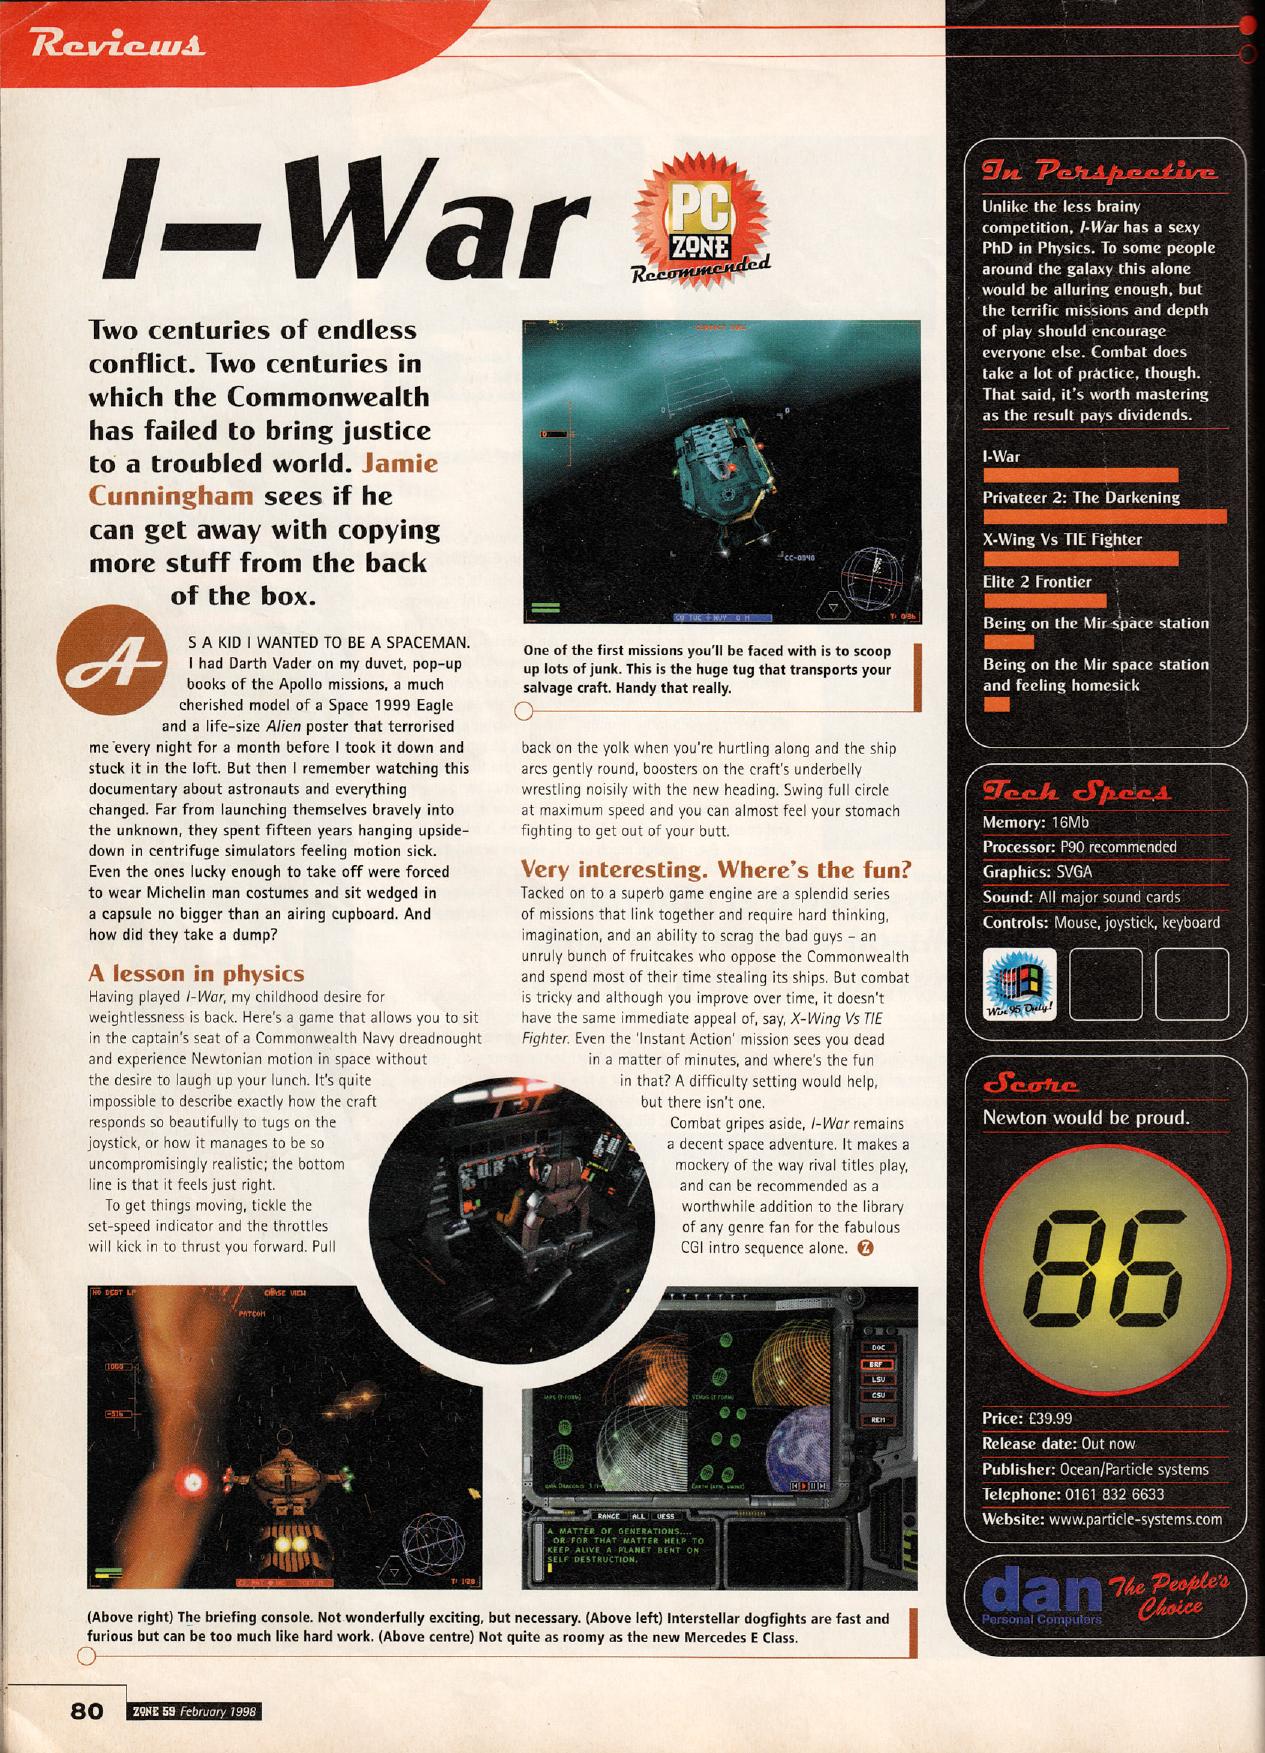 Reviews
I-War
PC
ZONE
Recommended
Two centuries of endless
conflict. Two centuries in
which the Commonwealth
has failed to bring justice
to a troubled world. Jamie
Cunningham sees if he
can get away with copying
more stuff from the back
of the box.
AS A KID I WANTED TO BE A SPACEMAN.
I had Darth Vader on my duvet, pop-up
books of the Apollo missions, a much
cherished model of a Space 1999 Eagle
and a life-size Alien poster that terrorised
me every night for a month before I took it down and
stuck it in the loft. But then I remember watching this
documentary about astronauts and everything
changed. Far from launching themselves bravely into
the unknown, they spent fifteen years hanging upside-
down in centrifuge simulators feeling motion sick.
Even the ones lucky enough to take off were forced
to wear Michelin man costumes and sit wedged in
a capsule no bigger than an airing cupboard. And
how did they take a dump?
A lesson in physics
Having played I-War, my childhood desire for
weightlessness is back. Here's a game that allows you to sit
in the captain's seat of a Commonwealth Navy dreadnought
and experience Newtonian motion in space without
the desire to laugh up your lunch. It's quite
impossible to describe exactly how the craft
responds so beautifully to tugs on the
joystick, or how it manages to be so
uncompromisingly realistic; the bottom
line is that it feels just right.
To get things moving, tickle the
set-speed indicator and the throttles
will kick in to thrust you forward. Pull
CC-0340
One of the first missions you'll be faced with is to scoop
up lots of junk. This is the huge tug that transports your
salvage craft. Handy that really.
back on the yolk when you're hurtling along and the ship
arcs gently round, boosters on the craft's underbelly
wrestling noisily with the new heading. Swing full circle
at maximum speed and you can almost feel your stomach
fighting to get out of your butt.
Very interesting. Where's the fun?
Tacked on to a superb game engine are a splendid series
of missions that link together and require hard thinking,
imagination, and an ability to scrag the bad guys – an
unruly bunch of fruitcakes who oppose the Commonwealth
and spend most of their time stealing its ships. But combat
is tricky and although you improve over time, it doesn't
have the same immediate appeal of, say, X-Wing Vs TIE
Fighter. Even the 'Instant Action' mission sees you dead
in a matter of minutes, and where's the fun
in that? A difficulty setting would help,
but there isn't one.
Combat gripes aside, I-War remains
a decent space adventure. It makes a
mockery of the way rival titles play,
and can be recommended as a
worthwhile addition to the library
of any genre fan for the fabulous
CGI intro sequence alone. Z
NO DEST LP
CHASE VIEW
PATCOM
1000
-516
DOC
BRF
LSU
CSU
REM
RANGE ALL UESS
A MATTER OF GENERATIONS....
OR FOR THAT MATTER HELP TO
KEEP ALIVE A PLANET BENT ON
SELF DESTRUCTION.
(Above right) The briefing console. Not wonderfully exciting, but necessary. (Above left) Interstellar dogfights are fast and
furious but can be too much like hard work. (Above centre) Not quite as roomy as the new Mercedes E Class.
80 ZONE 59 February 1998
In Perspective
Unlike the less brainy
competition, I-War has a sexy
PhD in Physics. To some people
around the galaxy this alone
would be alluring enough, but
the terrific missions and depth
of play should encourage
everyone else. Combat does
take a lot of practice, though.
That said, it's worth mastering
as the result pays dividends.
I-War
Privateer 2: The Darkening
X-Wing Vs TIE Fighter
Elite 2 Frontier
Being on the Mir space station
Being on the Mir space station
and feeling homesick
Tech Specs
Memory: 16Mb
Processor: P90 recommended
Graphics: SVGA
Sound: All major sound cards
Controls: Mouse, joystick, keyboard
Win 95 Only!
Score
Newton would be proud.
86
Price: £39.99
Release date: Out now
Publisher: Ocean/Particle systems
Telephone: 0161 832 6633
Website: www.particle-systems.com
dan The People's
Personal Computers Choice